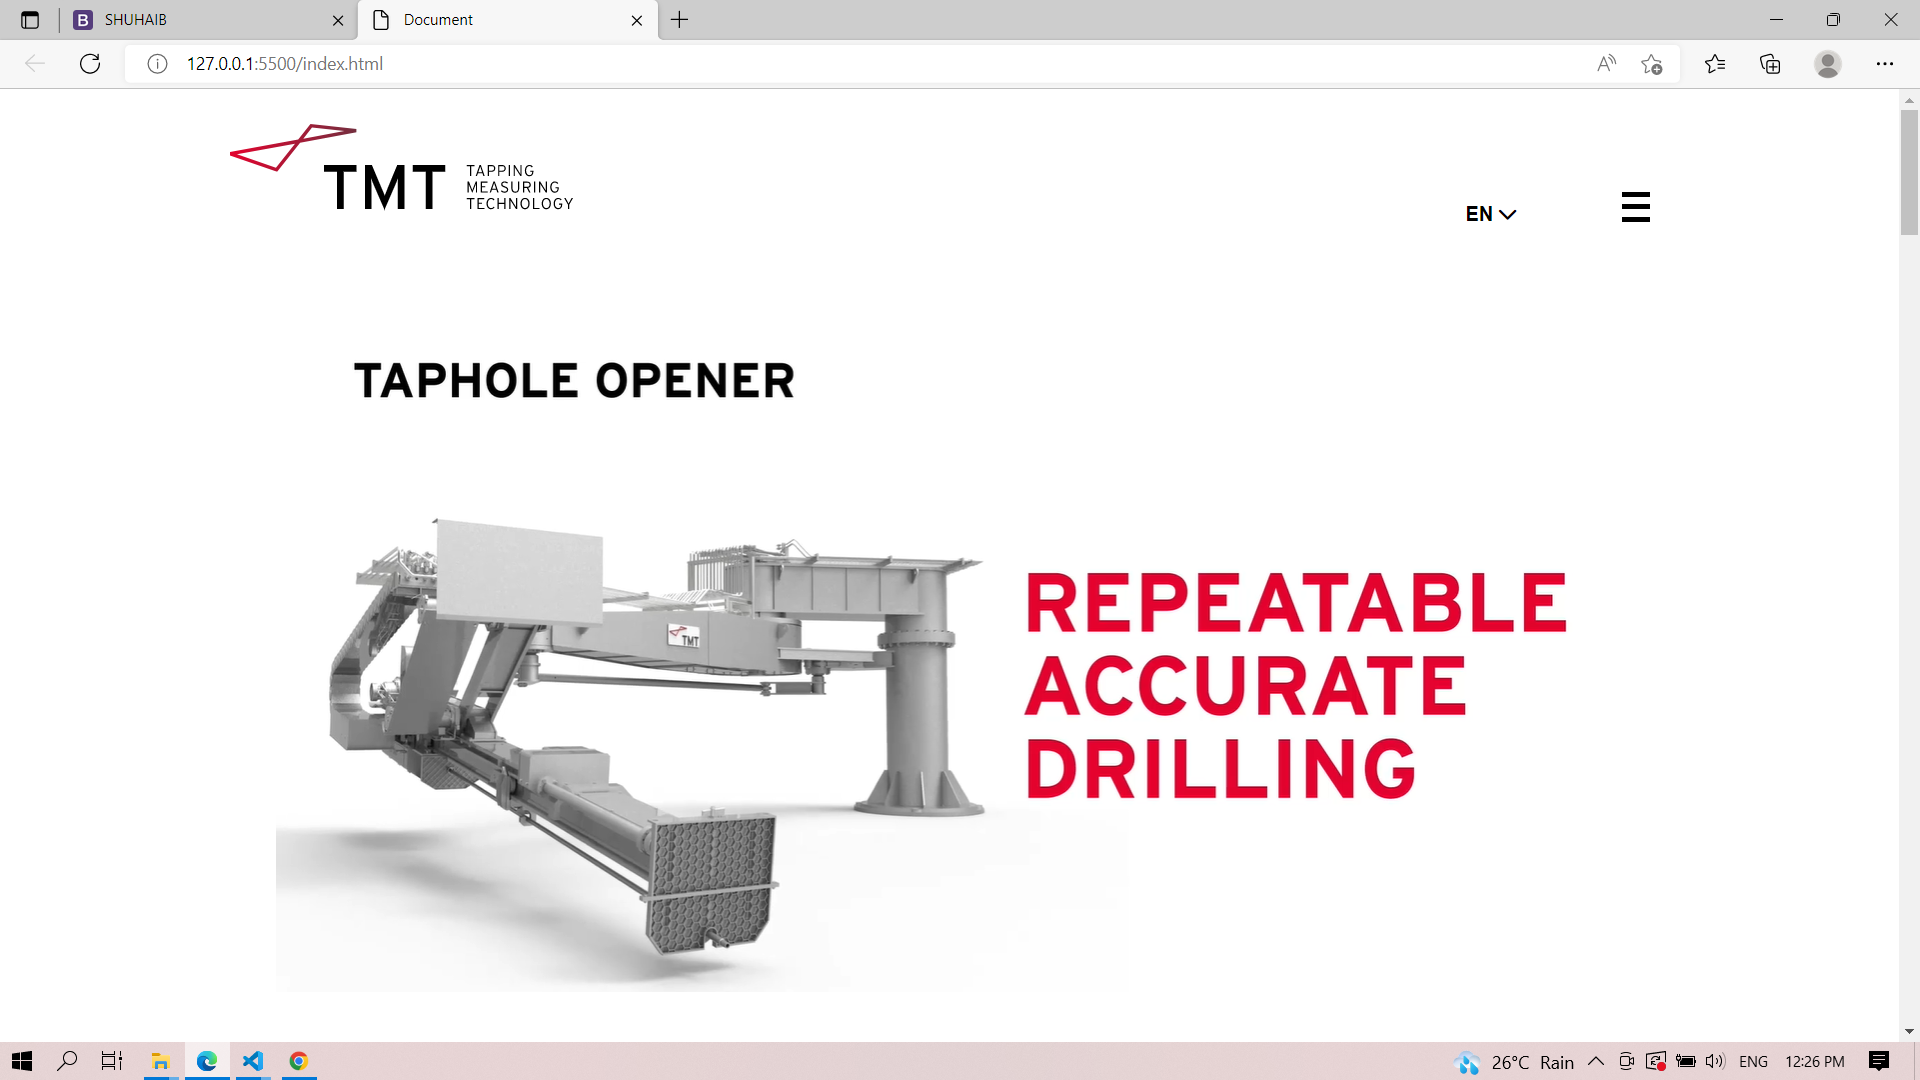 SHUHAIB
Document
127.0.0.1:5500/index.html
TMT
TAPPING
MEASURING
TECHNOLOGY
EN
TAPHOLE OPENER
TMT
REPEATABLE
ACCURATE
DRILLING
26°C Rain
ENG
12:26 PM